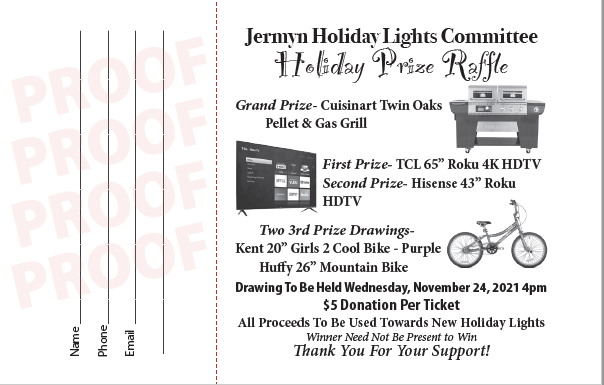 PROOF
PROOF
PROOF
PROOF
Name
Phone
Email
Jermyn Holiday Lights Committee
Holiday Prize Raffle
Grand Prize- Cuisinart Twin Oaks
Pellet & Gas Grill
First Prize- TCL 65” Roku 4K HDTV
Second Prize- Hisense 43” Roku
HDTV
Two 3rd Prize Drawings-
Kent 20” Girls 2 Cool Bike - Purple
Huffy 26” Mountain Bike
Drawing To Be Held Wednesday, November 24, 2021 4pm
$5 Donation Per Ticket
All Proceeds To Be Used Towards New Holiday Lights
Winner Need Not Be Present to Win
Thank You For Your Support!